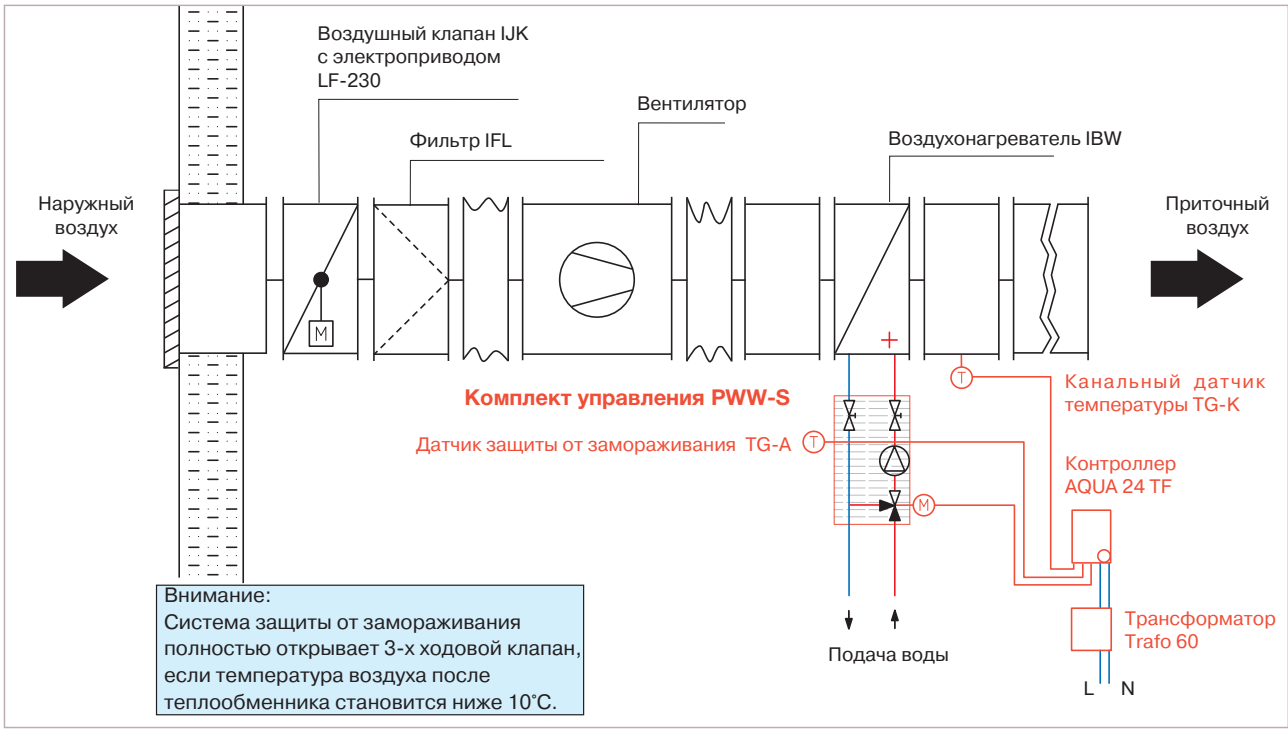 Воздушный клапан IJK
с электроприводом
LF-230
Фильтр IFL
Вентилятор
Воздухонагреватель IBW
Наружный
воздух
Приточный
воздух
M
Комплект управления PWW-S
T
Канальный датчик
температуры TG-K
Датчик защиты от замораживания TG-A
T
Контроллер
AQUA 24 TF
M
Внимание:
Система защиты от замораживания
полностью открывает 3-х ходовой клапан,
если температура воздуха после
теплообменника становится ниже 10°C.
Подача воды
Трансформатор
Trafo 60
L N